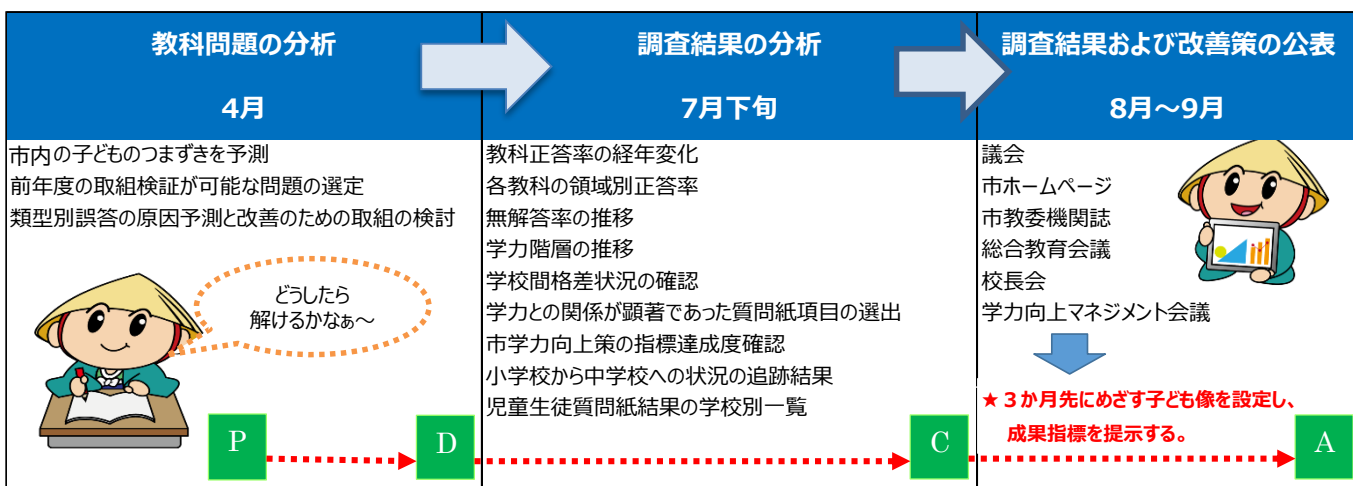 教科問題の分析
4月
市内の子どものつまずきを予測
前年度の取組検証が可能な問題の選定
類型別誤答の原因予測と改善のための取組の検討
どうしたら
解けるかなぁ~
P
D
調査結果の分析
7月下旬
教科正答率の経年変化
各教科の領域別正答率
無解答率の推移
学力階層の推移
学校間格差状況の確認
学力との関係が顕著であった質問紙項目の選出
市学力向上策の指標達成度確認
小学校から中学校への状況の追跡結果
児童生徒質問紙結果の学校別一覧
C
調査結果および改善策の公表
8月~9月
議会
市ホームページ
市教委機関誌
総合教育会議
校長会
学力向上マネジメント会議
★3か月先にめざす子ども像を設定し、
成果指標を提示する。
A